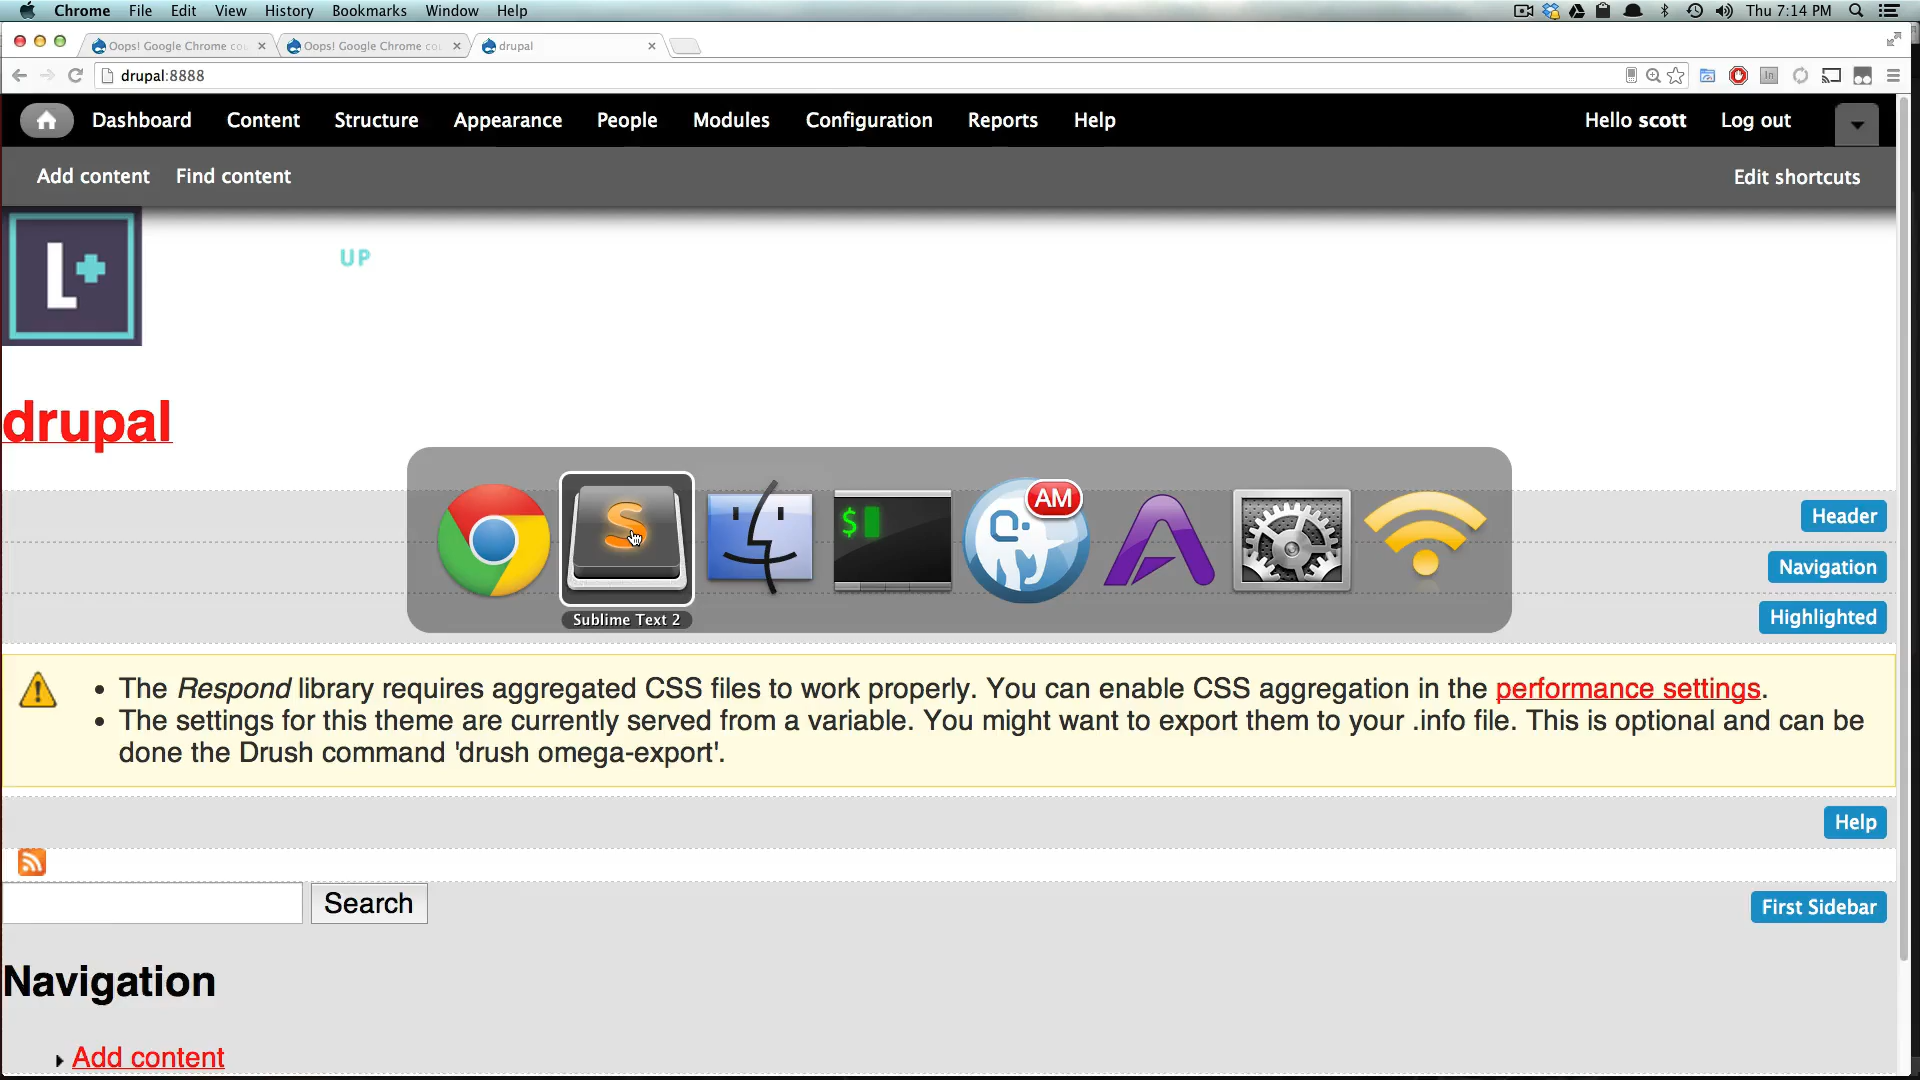 Chrome File Edit View History Bookmarks Window Help Thu 7:14 PM
Oops! Google Chrome cou Oops! Google Chrome cou drupal
drupal:8888
Dashboard Content Structure Appearance People Modules Configuration Reports Help Hello scott Log out
Add content Find content Edit shortcuts
L+
UP
drupal
S $ AM
Sublime Text 2
Header
Navigation
Highlighted
The Respond library requires aggregated CSS files to work properly. You can enable CSS aggregation in the performance settings.
The settings for this theme are currently served from a variable. You might want to export them to your .info file. This is optional and can be
done the Drush command 'drush omega-export'.
Help
Search
First Sidebar
Navigation
Add content